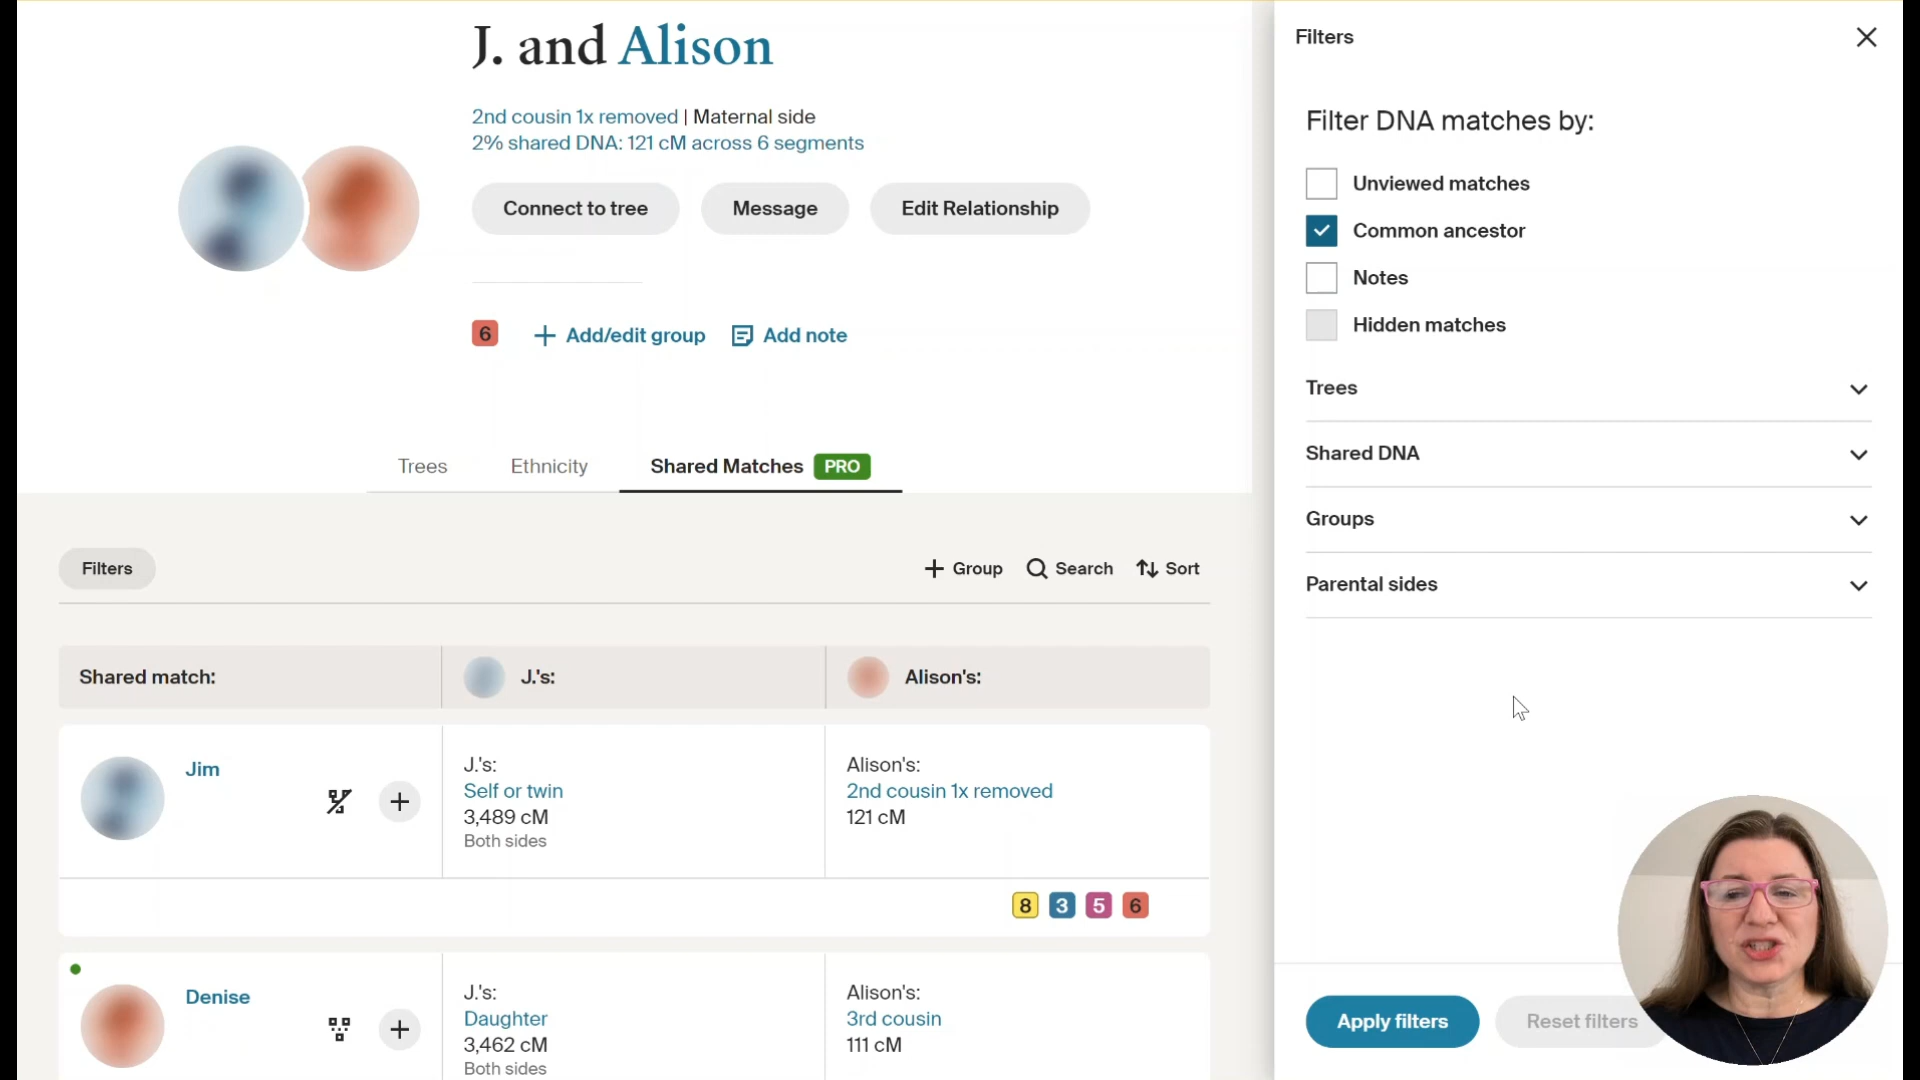 J. and Alison
2nd cousin 1x removed | Maternal side
2% shared DNA: 121 cM across 6 segments
Connect to tree
Message
Edit Relationship
6
Add/edit group
Add note
Trees
Ethnicity
Shared Matches PRO
Filters
Group
Search
Sort
Shared match:
J.'s:
Alison's:
Jim
J.'s:
Self or twin
3,489 cM
Both sides
Alison's:
2nd cousin 1x removed
121 cM
8 3 5 6
Denise
J.'s:
Daughter
3,462 cM
Both sides
Alison's:
3rd cousin
111 cM
Filters
Filter DNA matches by:
Unviewed matches
Common ancestor
Notes
Hidden matches
Trees
Shared DNA
Groups
Parental sides
Apply filters
Reset filters